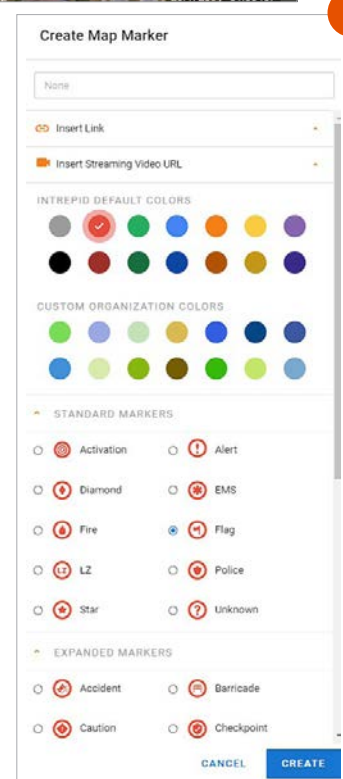 Create Map Marker
None
Insert Link
Insert Streaming Video URL
INTREPID DEFAULT COLORS
CUSTOM ORGANIZATION COLORS
STANDARD MARKERS
Activation Alert
Diamond EMS
Fire Flag
LZ LZ Police
Star ? Unknown
EXPANDED MARKERS
Accident Barricade
Caution Checkpoint
CANCEL CREATE